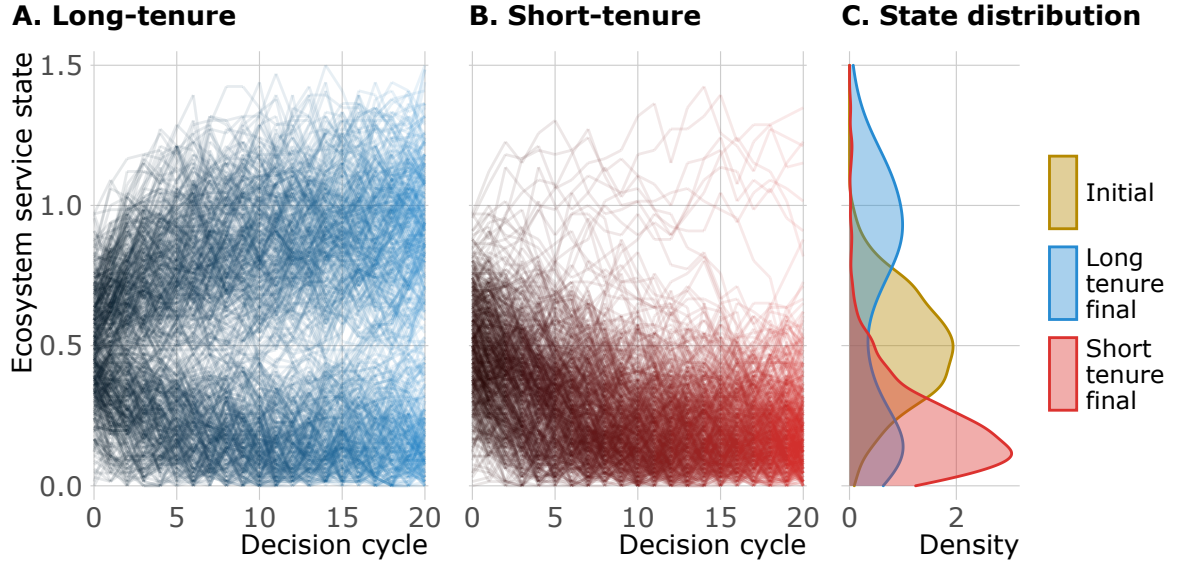 A. Long-tenure
B. Short-tenure
C. State distribution
Ecosystem service state
1.5
1.0
0.5
0.0
0 5 10 15 20
Decision cycle
0 5 10 15 20
Decision cycle
0 2
Density
Initial
Long
tenure
final
Short
tenure
final